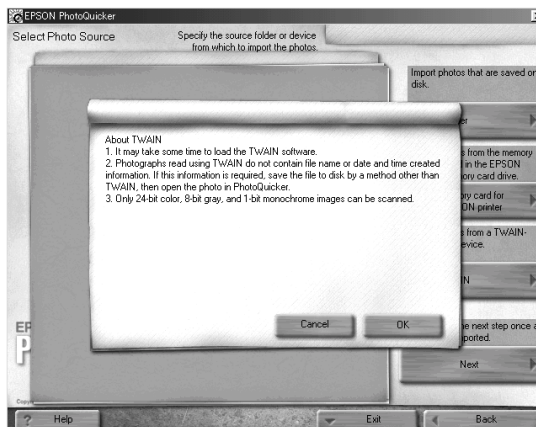 EPSON PhotoQuicker
Select Photo Source
Specify the source folder or device
from which to import the photos.
Import photos that are saved on
disk.
About TWAIN
1. It may take some time to load the TWAIN software.
2. Photographs read using TWAIN do not contain file name or date and time created
information. If this information is required, save the file to disk by a method other than
TWAIN, then open the photo in PhotoQuicker.
3. Only 24-bit color, 8-bit gray, and 1-bit monochrome images can be scanned.
Cancel
OK
from the memory
in the EPSON
card drive.
card for
printer
from a TWAIN-
next step once
Next
Help
Exit
Back